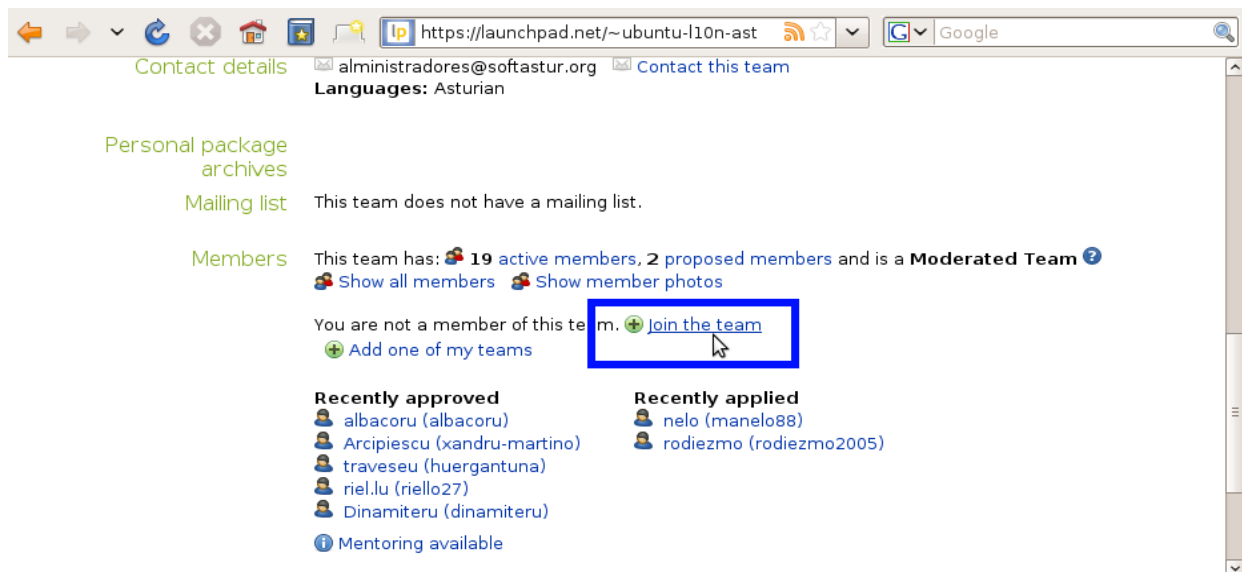 lp https://launchpad.net/~ubuntu-l10n-ast G Google
Contact details alministradores@softastur.org Contact this team
Languages: Asturian
Personal package
archives
Mailing list This team does not have a mailing list.
Members This team has: 19 active members, 2 proposed members and is a Moderated Team ?
Show all members Show member photos
You are not a member of this team. Join the team
Add one of my teams
Recently approved Recently applied
albacoru (albacoru) nelo (manelo88)
Arcipiescu (xandru-martino) rodiezmo (rodiezmo2005)
traveseu (huergantuna)
riel.lu (riello27)
Dinamiteru (dinamiteru)
Mentoring available